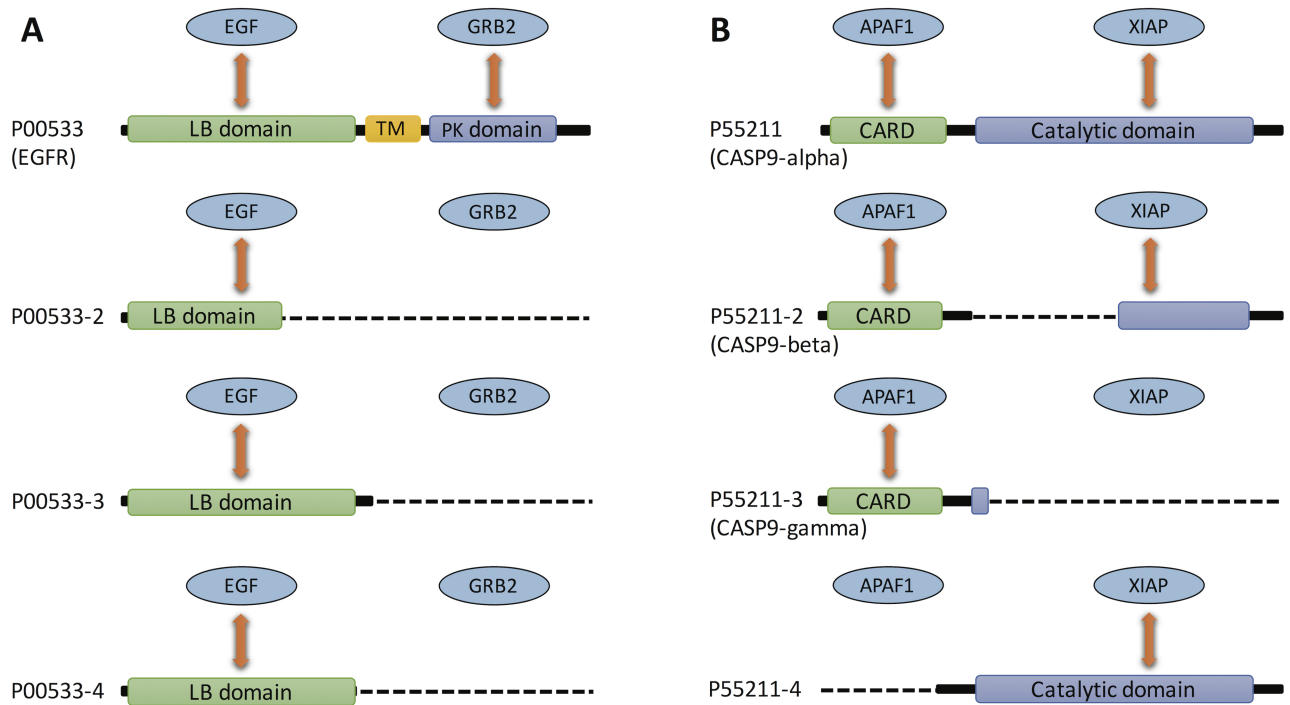 A
EGF
GRB2
P00533
(EGFR)
LB domain
TM
PK domain
EGF
GRB2
P00533-2
LB domain
EGF
GRB2
P00533-3
LB domain
EGF
GRB2
P00533-4
LB domain
B
APAF1
XIAP
P55211
(CASP9-alpha)
CARD
Catalytic domain
APAF1
XIAP
P55211-2
(CASP9-beta)
CARD
APAF1
XIAP
P55211-3
(CASP9-gamma)
CARD
APAF1
XIAP
P55211-4
Catalytic domain